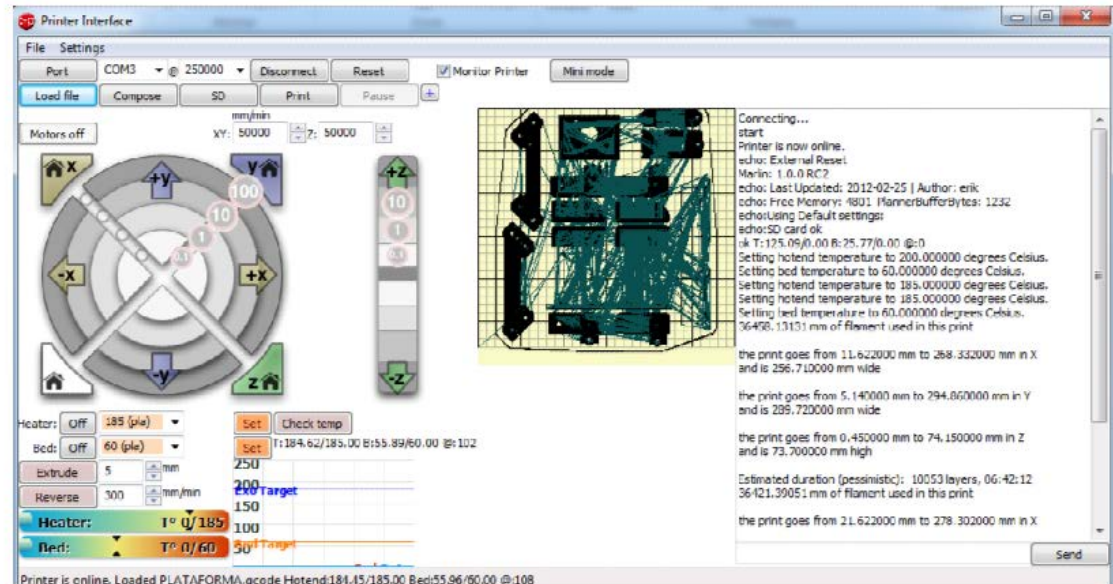 Printer Interface
File Settings
Port COM3 @ 250000 Disconnect Reset Monitor Printer Mini mode
Load file Compose SD Print Pause +
mm/min
Motors off XY: 50000 Z: 50000
x +y y 100 10 1 0.1
-x +x
-y z
+Z 10 1 0.1 -Z
Heater: Off 185 (pla) Set Check temp
Bed: Off 60 (pla) Set T:184.62/185.00 B:55.89/60.00 @:102
Extrude 5 mm
Reverse 300 mm/min
Heater: T° 0/185
Bed: T° 0/60
250
200
Ex0 Target
150
100
50
Target
Connecting...
start
Printer is now online.
echo: External Reset
Marlin: 1.0.0 RC2
echo: Last Updated: 2012-02-25 | Author: erik
echo: Free Memory: 4801 PlannerBufferBytes: 1232
echo:Using Default settings:
echo:SD card ok
ok T:125.09/0.00 B:25.77/0.00 @:0
Setting hotend temperature to 200.000000 degrees Celsius.
Setting bed temperature to 60.000000 degrees Celsius.
Setting hotend temperature to 185.000000 degrees Celsius.
Setting hotend temperature to 185.000000 degrees Celsius.
Setting bed temperature to 60.000000 degrees Celsius.
36458.13131 mm of filament used in this print
the print goes from 11.622000 mm to 268.332000 mm in X
and is 256.710000 mm wide
the print goes from 5.140000 mm to 294.860000 mm in Y
and is 289.720000 mm wide
the print goes from 0.450000 mm to 74.150000 mm in Z
and is 73.700000 mm high
Estimated duration (pessimistic): 10053 layers, 06:42:12
36421.39051 mm of filament used in this print
the print goes from 21.622000 mm to 278.302000 mm in X
Send
Printer is online. Loaded PLATAFORMA.gcode Hotend:184.45/185.00 Bed:55.96/60.00 @:108